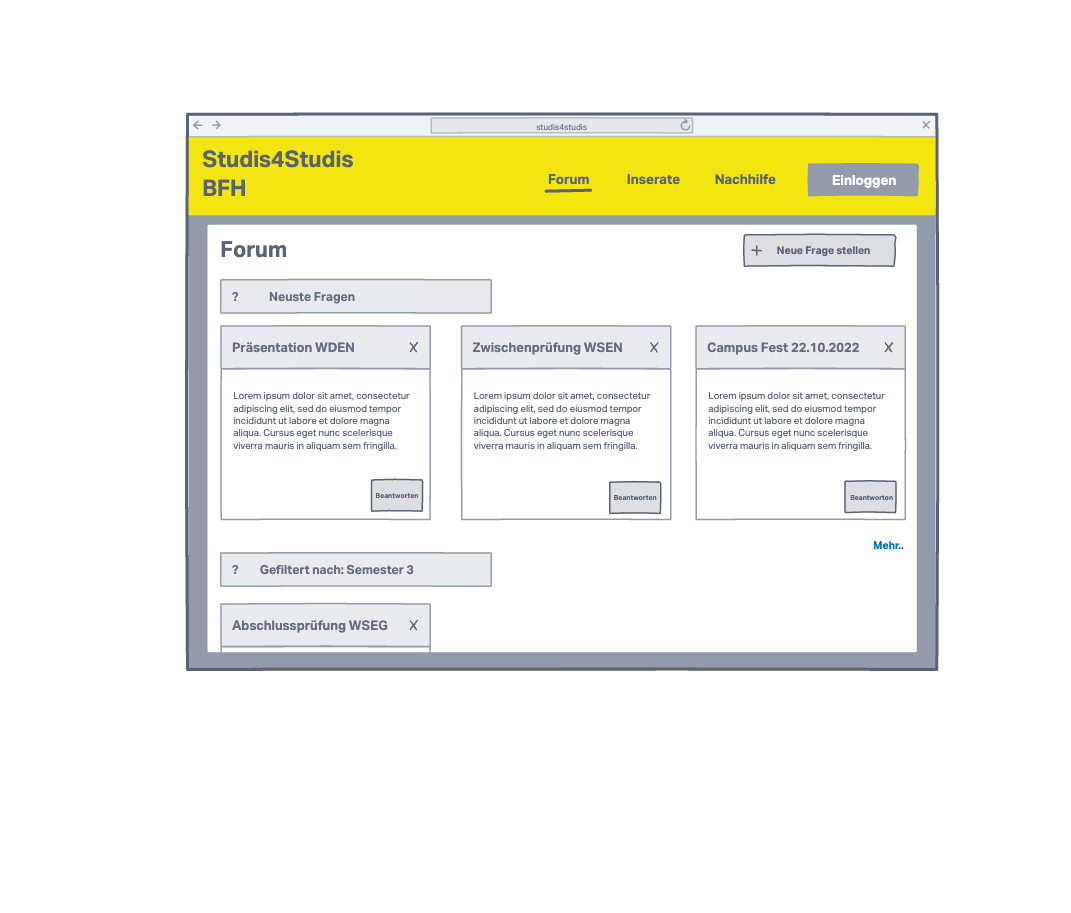 studis4studis
Studis4Studis
BFH
Forum
Inserate
Nachhilfe
Einloggen
Forum
+ Neue Frage stellen
? Neuste Fragen
Präsentation WDEN X
Lorem ipsum dolor sit amet, consectetur
adipiscing elit, sed do eiusmod tempor
incididunt ut labore et dolore magna
aliqua. Cursus eget nunc scelerisque
viverra mauris in aliquam sem fringilla.
Beantworten
Zwischenprüfung WSEN X
Lorem ipsum dolor sit amet, consectetur
adipiscing elit, sed do eiusmod tempor
incididunt ut labore et dolore magna
aliqua. Cursus eget nunc scelerisque
viverra mauris in aliquam sem fringilla.
Beantworten
Campus Fest 22.10.2022 X
Lorem ipsum dolor sit amet, consectetur
adipiscing elit, sed do eiusmod tempor
incididunt ut labore et dolore magna
aliqua. Cursus eget nunc scelerisque
viverra mauris in aliquam sem fringilla.
Beantworten
Mehr..
? Gefiltert nach: Semester 3
Abschlussprüfung WSEG X